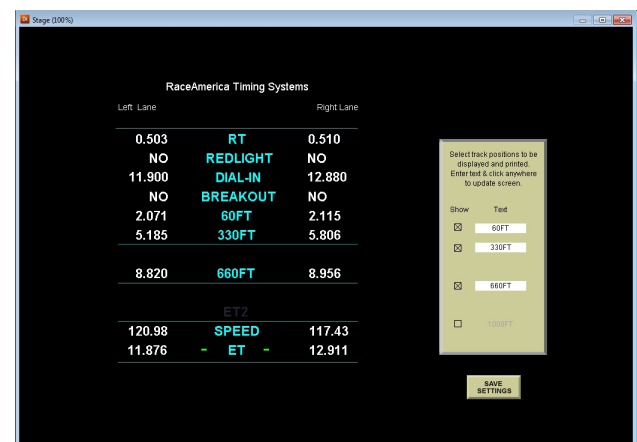 Stage (100%)
RaceAmerica Timing Systems
Left Lane Right Lane
0.503 RT 0.510
NO REDLIGHT NO
11.900 DIAL-IN 12.880
NO BREAKOUT NO
2.071 60FT 2.115
5.185 330FT 5.806
8.820 660FT 8.956
ET2
120.98 SPEED 117.43
11.876 - ET - 12.911
Select track positions to be
displayed and printed.
Enter text & click anywhere
to update screen.
Show Text
60FT
330FT
660FT
1000FT
SAVE
SETTINGS